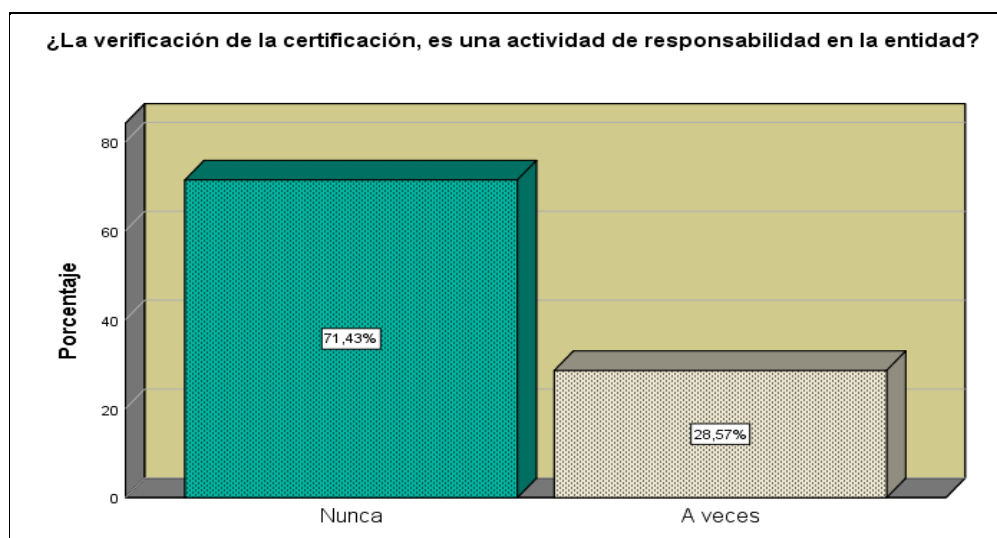 ¿La verificación de la certificación, es una actividad de responsabilidad en la entidad?
Porcentaje
80
60
40
20
0
71,43%
28,57%
Nunca
A veces